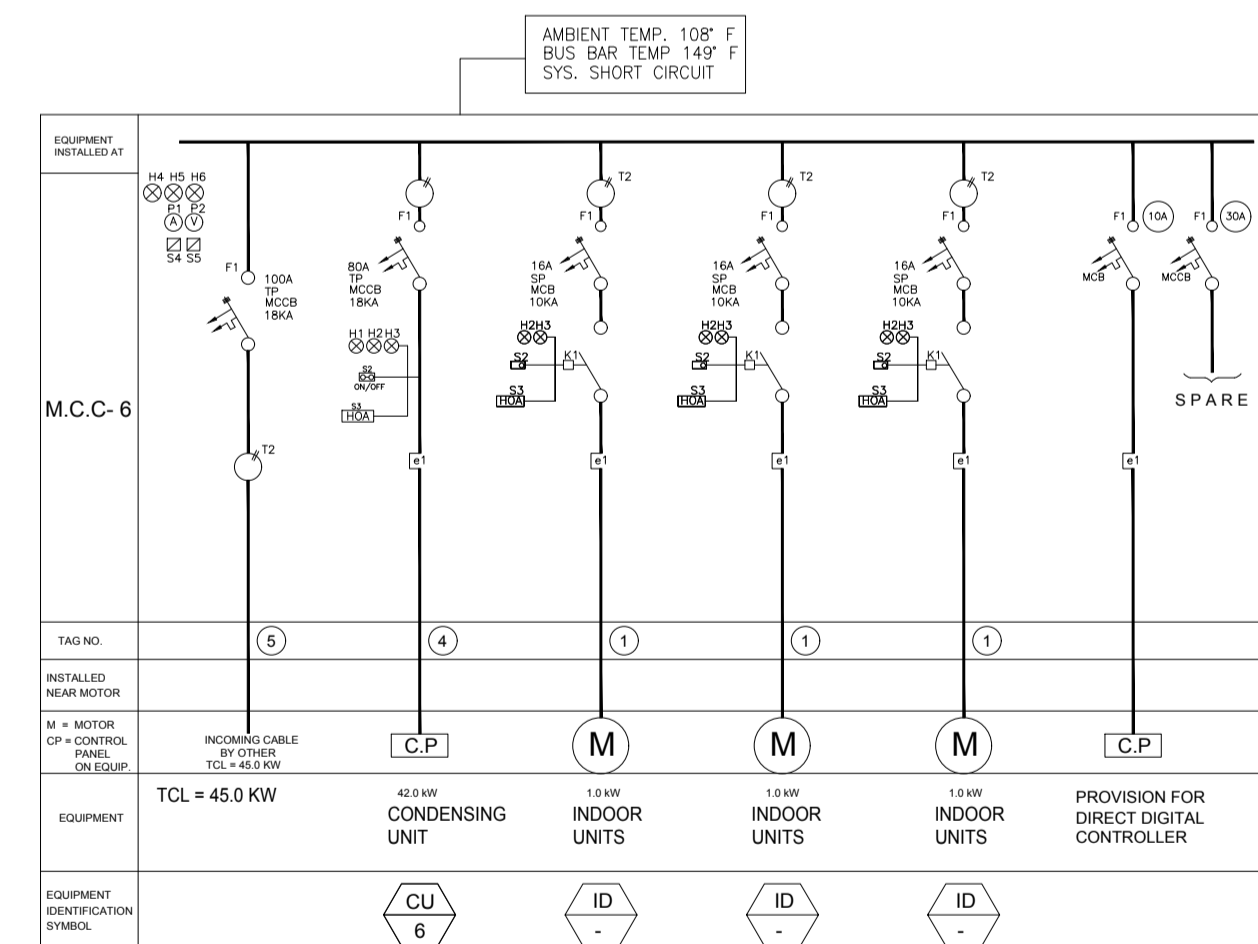 AMBIENT TEMP. 108° F
BUS BAR TEMP 149° F
SYS. SHORT CIRCUIT
EQUIPMENT
INSTALLED AT
M.C.C- 6
H4 H5 H6
P1 P2
A V
S4 S5
F1
100A
TP
MCCB
18KA
T2
F1
80A
TP
MCCB
18KA
H1 H2 H3
S2
ON/OFF
S3
HOA
e1
T2
F1
16A
SP
MCB
10KA
H2H3
S2
K1
S3
HOA
e1
T2
F1
16A
SP
MCB
10KA
H2H3
S2
K1
S3
HOA
e1
T2
F1
16A
SP
MCB
10KA
H2H3
S2
K1
S3
HOA
e1
F1
10A
MCB
e1
F1
30A
MCCB
SPARE
TAG NO.
5
4
1
1
1
INSTALLED
NEAR MOTOR
M = MOTOR
CP = CONTROL
PANEL
ON EQUIP.
INCOMING CABLE
BY OTHER
TCL = 45.0 KW
C.P
M
M
M
C.P
EQUIPMENT
TCL = 45.0 KW
42.0 kW
CONDENSING
UNIT
1.0 kW
INDOOR
UNITS
1.0 kW
INDOOR
UNITS
1.0 kW
INDOOR
UNITS
PROVISION FOR
DIRECT DIGITAL
CONTROLLER
EQUIPMENT
IDENTIFICATION
SYMBOL
CU
6
ID
-
ID
-
ID
-